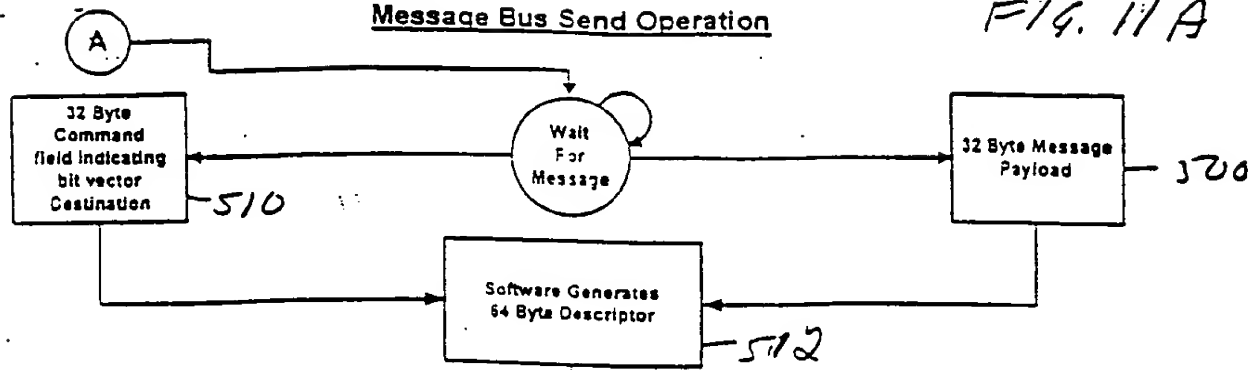 Message Bus Send Operation
FIG. 11A
A
32 Byte
Command
field indicating
bit vector
Destination
510
Wait
For
Message
32 Byte Message
Payload
500
Software Generates
64 Byte Descriptor
512